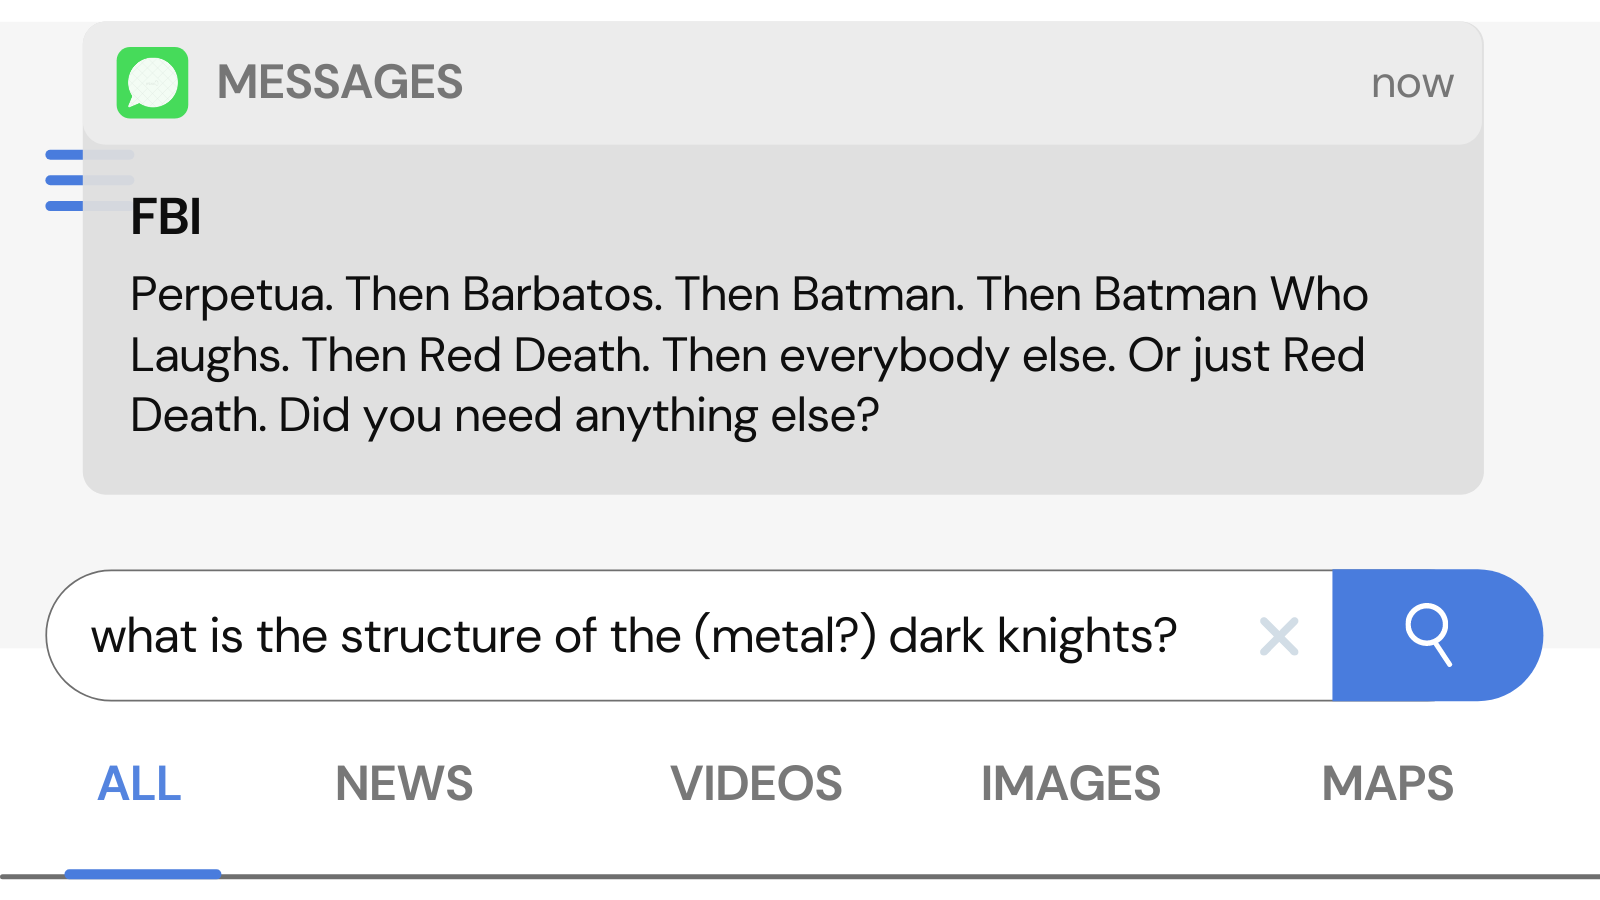 MESSAGES
now
FBI
Perpetua. Then Barbatos. Then Batman. Then Batman Who
Laughs. Then Red Death. Then everybody else. Or just Red
Death. Did you need anything else?
what is the structure of the (metal?) dark knights?
ALL
NEWS
VIDEOS
IMAGES
MAPS